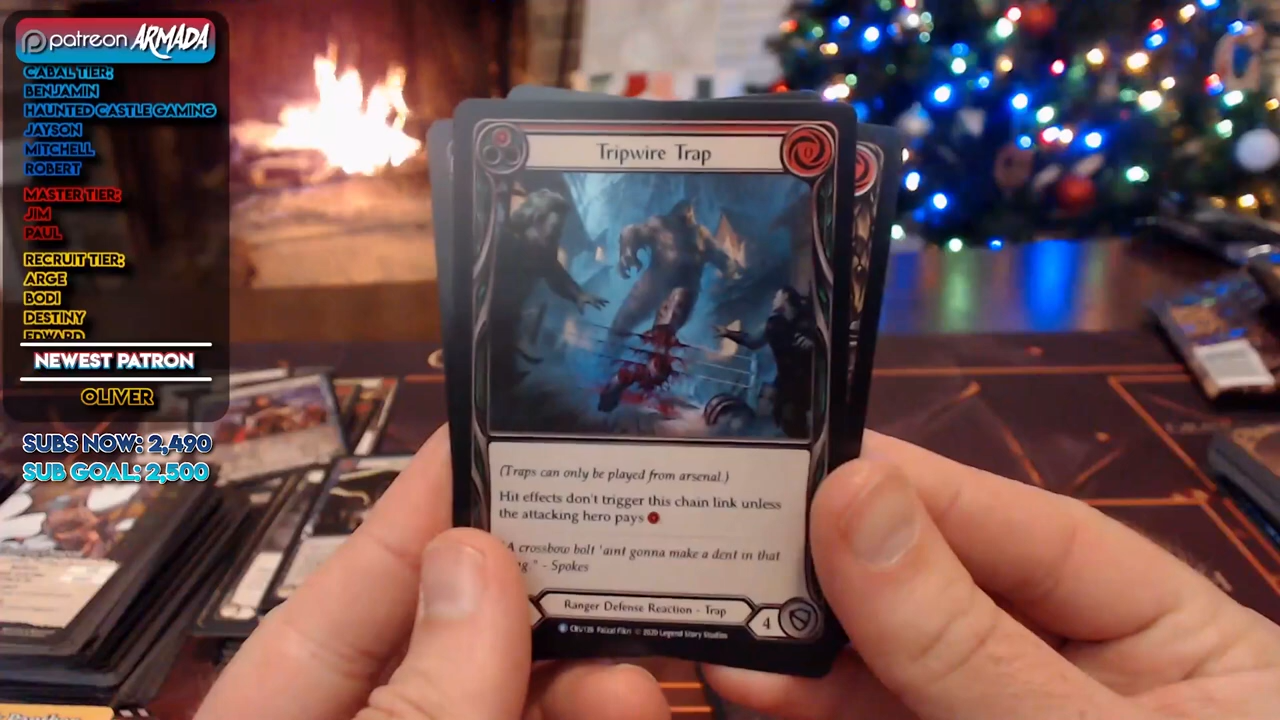 patreon ARMADA
CABAL TIER:
BENJAMIN
HAUNTED CASTLE GAMING
JAYSON
MITCHELL
ROBERT
MASTER TIER:
JIM
PAUL
RECRUIT TIER:
ARGE
BODI
DESTINY
EDWARD
NEWEST PATRON
OLIVER
SUBS NOW: 2,490
SUB GOAL: 2,500
Tripwire Trap
0
(Traps can only be played from arsenal.)
Hit effects don't trigger this chain link unless
the attacking hero pays
A crossbow bolt 'aint gonna make a dent in that
" - Spokes
Ranger Defense Reaction - Trap
4
© 2020 Legend Story Studios